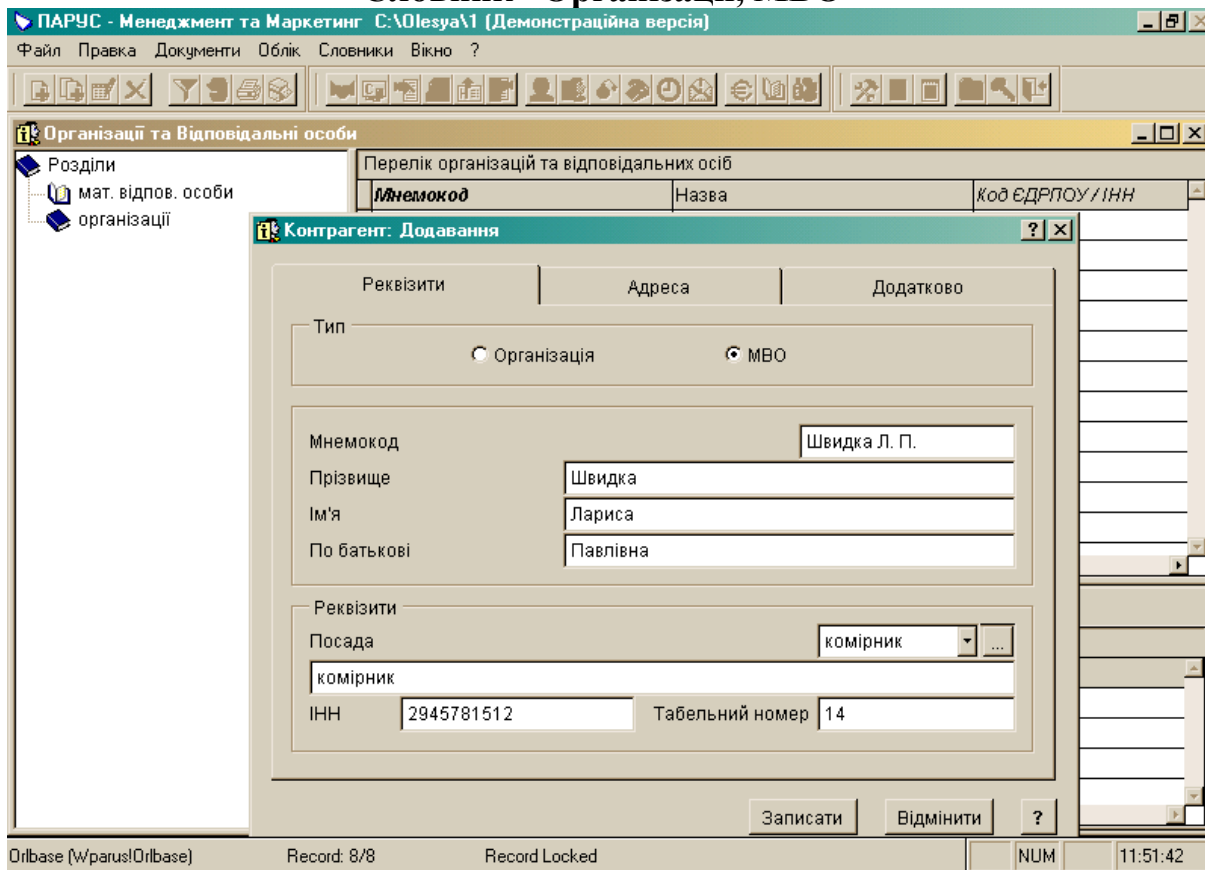 Словник "Організації, МВО"
ПАРУС - Менеджмент та Маркетинг C:\Olesya\1 (Демонстраційна версія)
Файл Правка Документи Облік Словники Вікно ?
Організації та Відповідальні особи
Розділи
мат. відпов. особи
організації
Перелік організацій та відповідальних осіб
Мнемокод Назва Код ЄДРПОУ / ІНН
Контрагент: Додавання
Реквізити Адреса Додатково
Тип
Організація МВО
Мнемокод Швидка Л. П.
Прізвище Швидка
Ім'я Лариса
По батькові Павлівна
Реквізити
Посада комірник ...
комірник
ІНН 2945781512 Табельний номер 14
Записати Відмінити ?
Orlbase (Wparus!Orlbase) Record: 8/8 Record Locked NUM 11:51:42